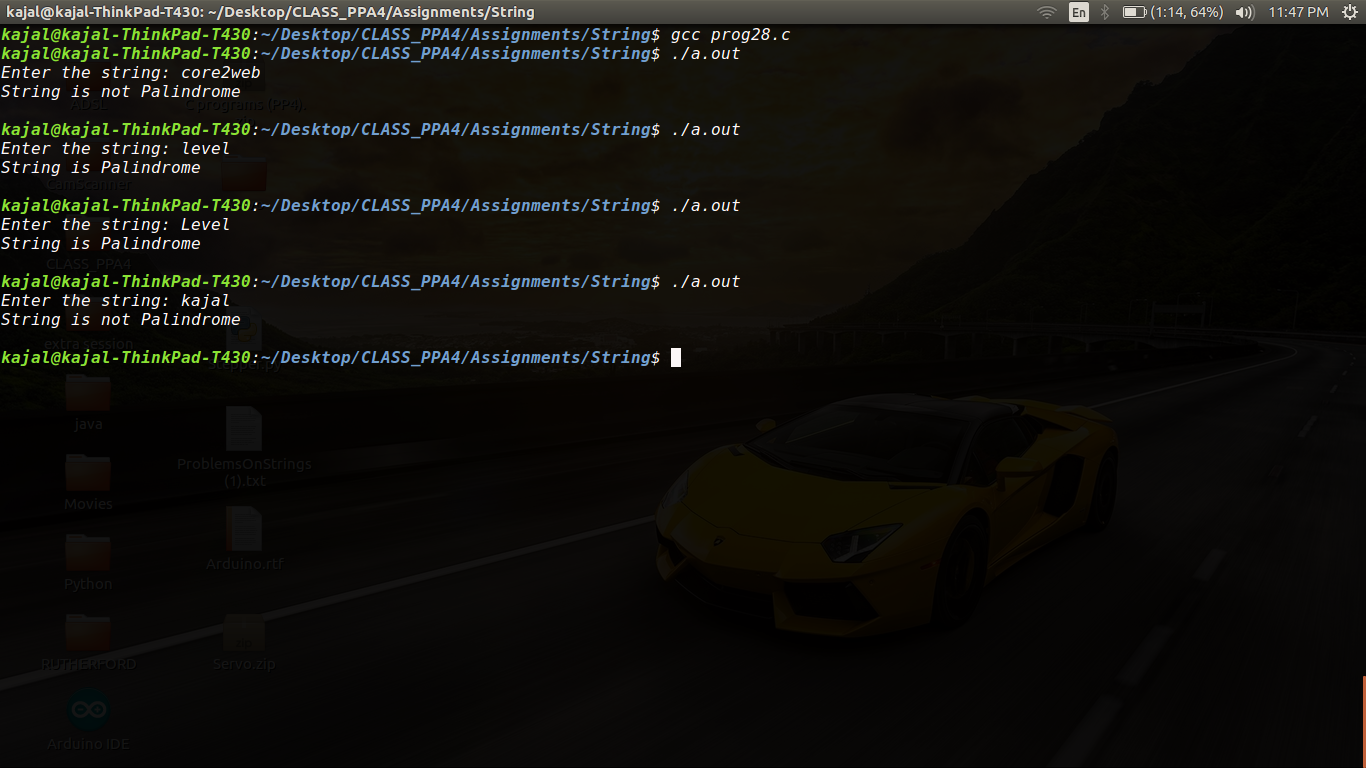 kajal@kajal-ThinkPad-T430: ~/Desktop/CLASS_PPA4/Assignments/String
En
(1:14, 64%)
11:47 PM
kajal@kajal-ThinkPad-T430:~/Desktop/CLASS_PPA4/Assignments/String$ gcc prog28.c
kajal@kajal-ThinkPad-T430:~/Desktop/CLASS_PPA4/Assignments/String$ ./a.out
Enter the string: core2web
String is not Palindrome
kajal@kajal-ThinkPad-T430:~/Desktop/CLASS_PPA4/Assignments/String$ ./a.out
Enter the string: level
String is Palindrome
kajal@kajal-ThinkPad-T430:~/Desktop/CLASS_PPA4/Assignments/String$ ./a.out
Enter the string: Level
String is Palindrome
kajal@kajal-ThinkPad-T430:~/Desktop/CLASS_PPA4/Assignments/String$ ./a.out
Enter the string: kajal
String is not Palindrome
kajal@kajal-ThinkPad-T430:~/Desktop/CLASS_PPA4/Assignments/String$
ADSL
C programs (PP4).
CamScanner
CLASS_PPA4
extra session
Stepper.py
java
ProblemsOnStrings
(1).txt
Movies
Arduino.rtf
Python
RUTHERFORD
Servo.zip
Arduino IDE